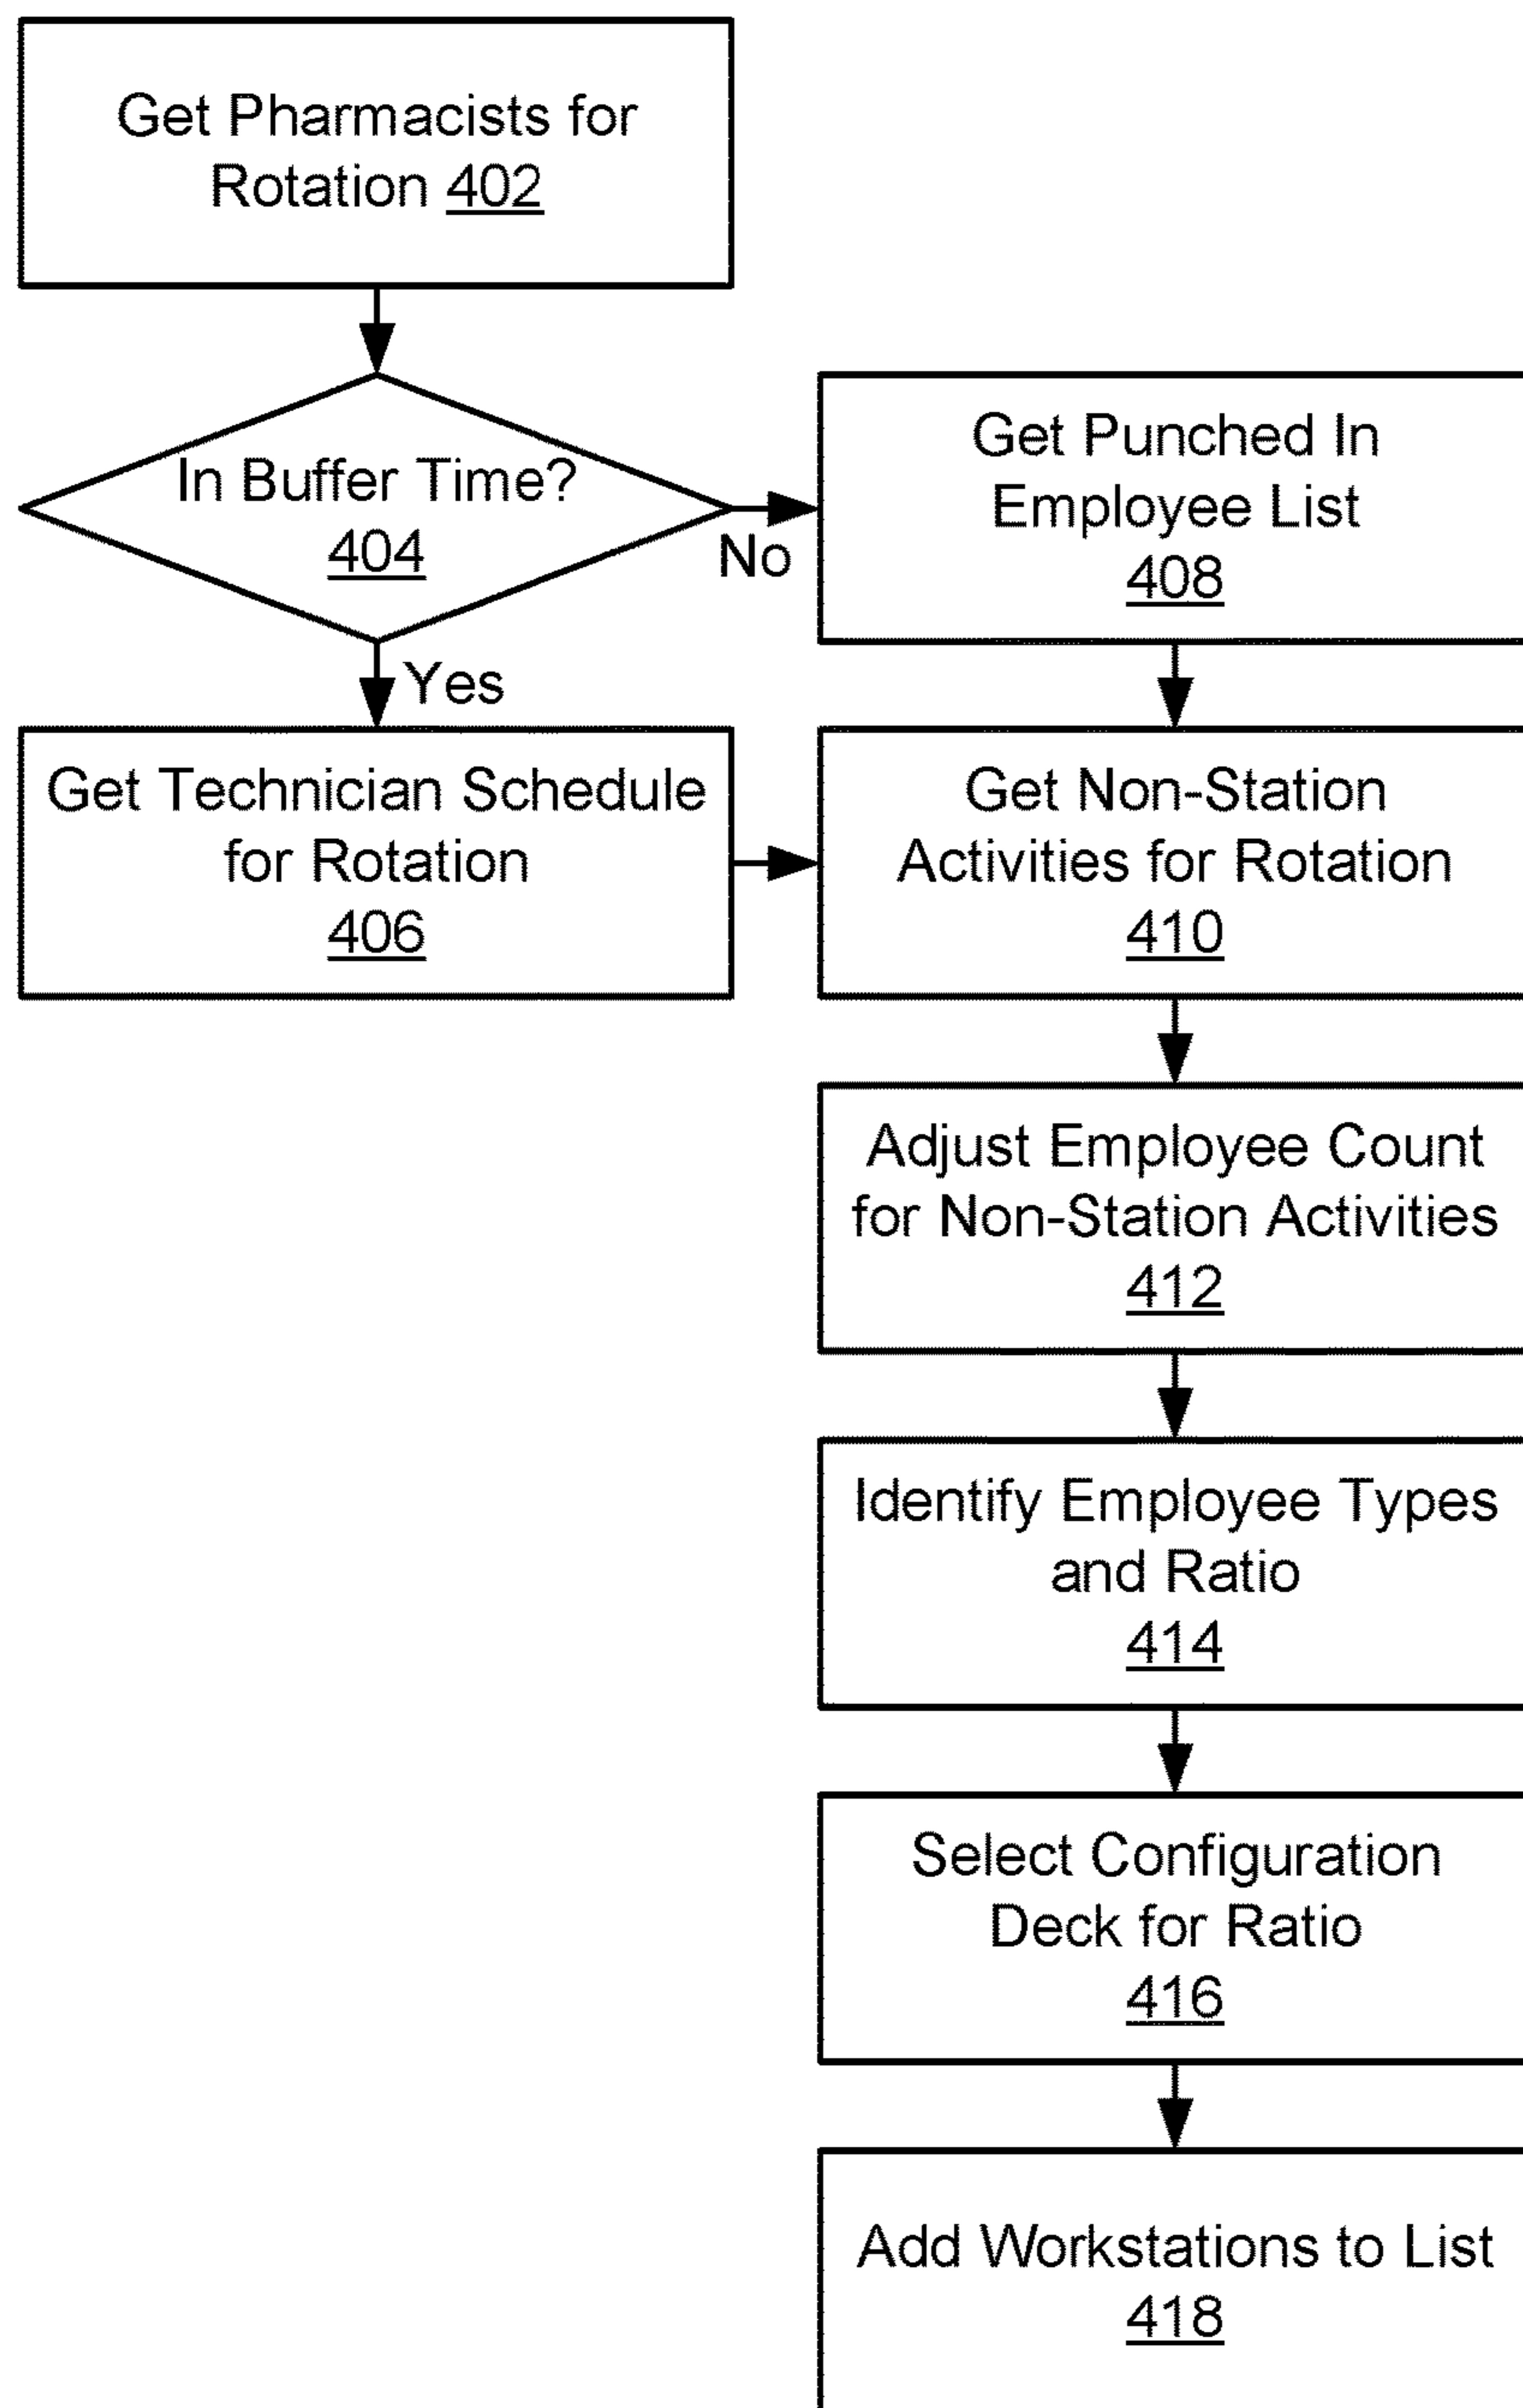 Get Pharmacists for
Rotation 402
In Buffer Time?
404
No
Yes
Get Punched In
Employee List
408
Get Technician Schedule
for Rotation
406
Get Non-Station
Activities for Rotation
410
Adjust Employee Count
for Non-Station Activities
412
Identify Employee Types
and Ratio
414
Select Configuration
Deck for Ratio
416
Add Workstations to List
418